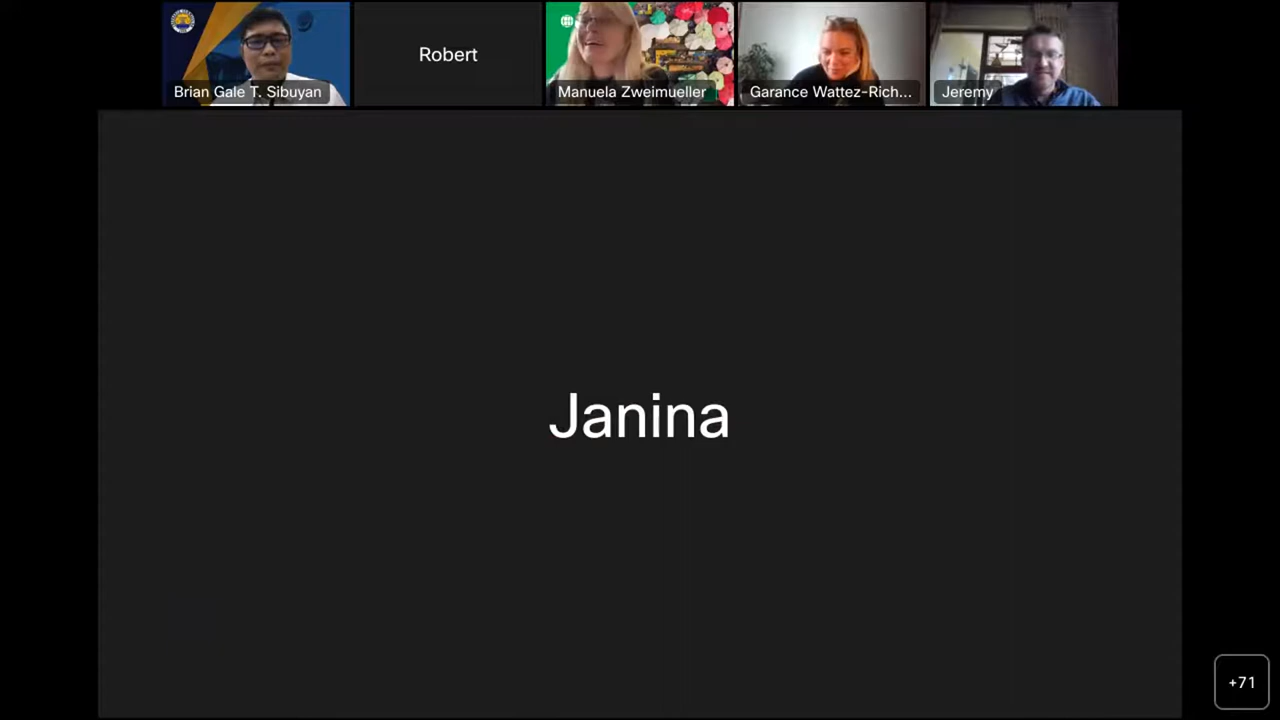 Brian Gale T. Sibuyan
Robert
Manuela Zweimueller
Garance Wattez-Rich...
Jeremy
Janina
+71